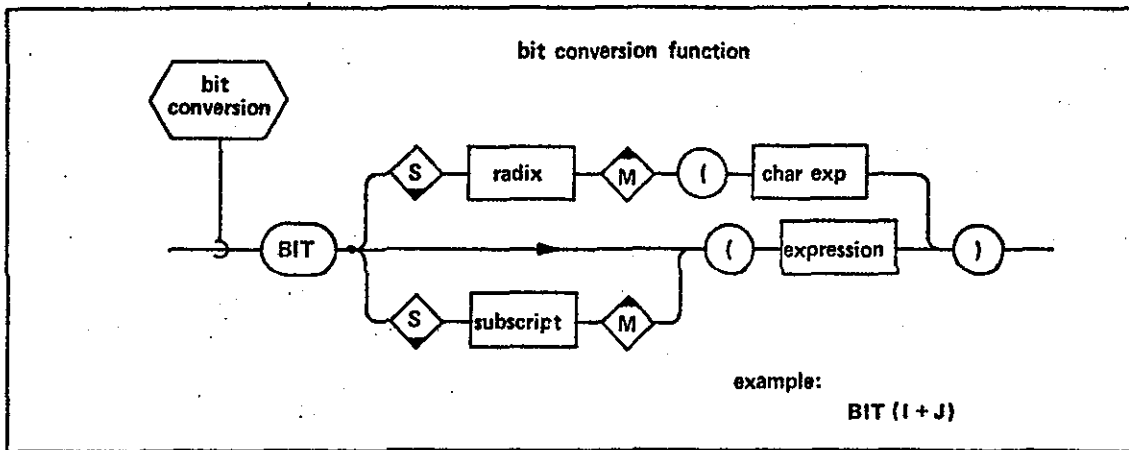 bit conversion function
bit
conversion
S radix M ( char exp
BIT ( expression )
S subscript M
example:
BIT (I + J)